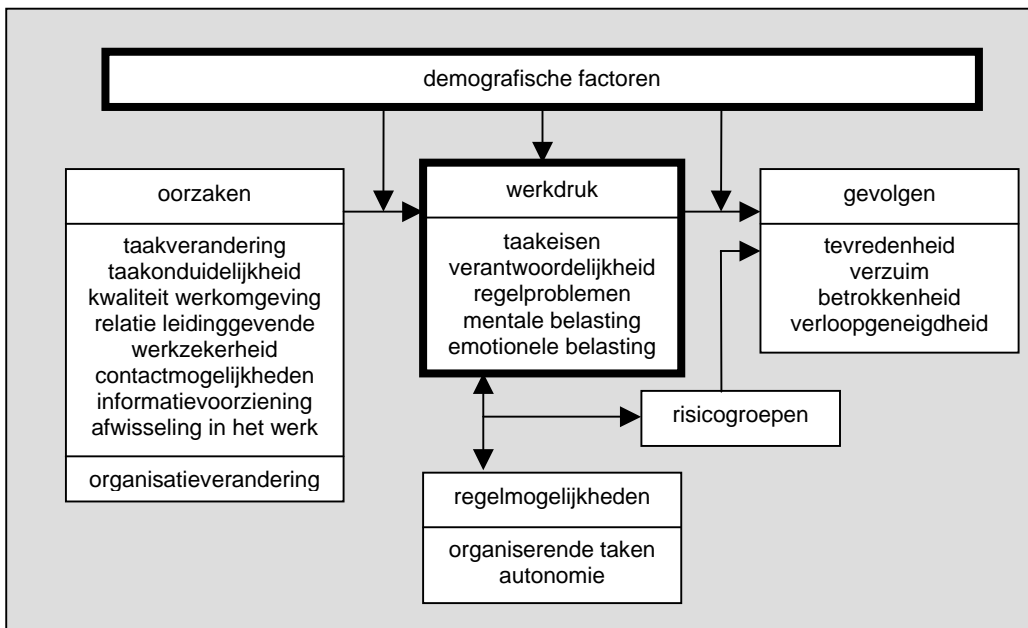 demografische factoren
oorzaken
taakverandering
taakonduidelijkheid
kwaliteit werkomgeving
relatie leidinggevende
werkzekerheid
contactmogelijkheden
informatievoorziening
afwisseling in het werk
organisatieverandering
werkdruk
taakeisen
verantwoordelijkheid
regelproblemen
mentale belasting
emotionele belasting
gevolgen
tevredenheid
verzuim
betrokkenheid
verloopgeneigdheid
risicogroepen
regelmogelijkheden
organiserende taken
autonomie